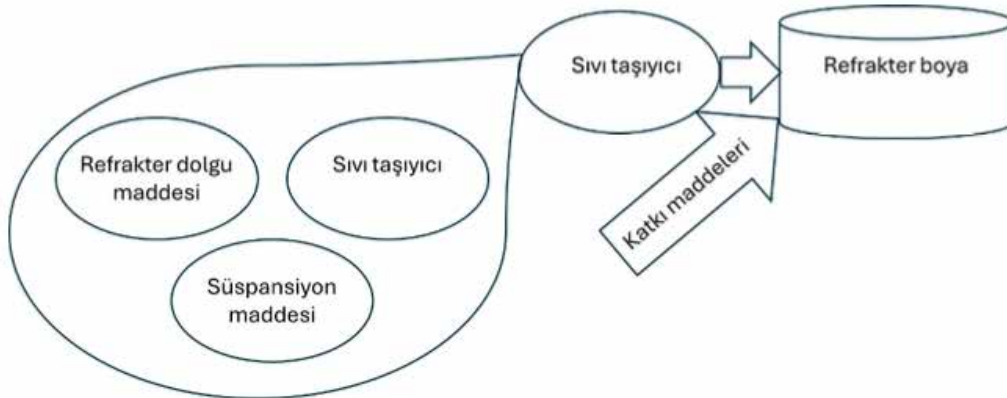 Sıvı taşıyıcı
Refrakter boya
Refrakter dolgu
maddesi
Sıvı taşıyıcı
Katkı maddeleri
Süspansiyon
maddesi